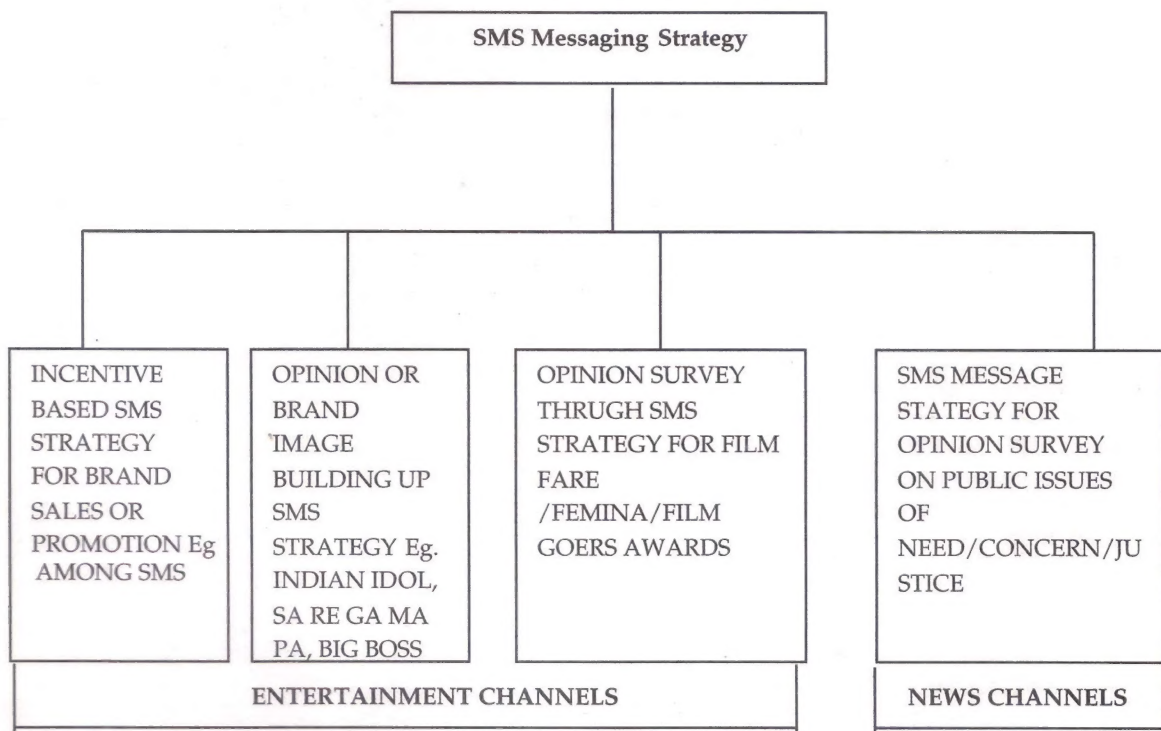 SMS Messaging Strategy
INCENTIVE
BASED SMS
STRATEGY
FOR BRAND
SALES OR
PROMOTION Eg
AMONG SMS
OPINION OR
BRAND
IMAGE
BUILDING UP
SMS
STRATEGY Eg.
INDIAN IDOL,
SA RE GA MA
PA, BIG BOSS
OPINION SURVEY
THRUGH SMS
STRATEGY FOR FILM
FARE
/FEMINA/FILM
GOERS AWARDS
SMS MESSAGE
STATEGY FOR
OPINION SURVEY
ON PUBLIC ISSUES
OF
NEED/CONCERN/JU
STICE
ENTERTAINMENT CHANNELS
NEWS CHANNELS